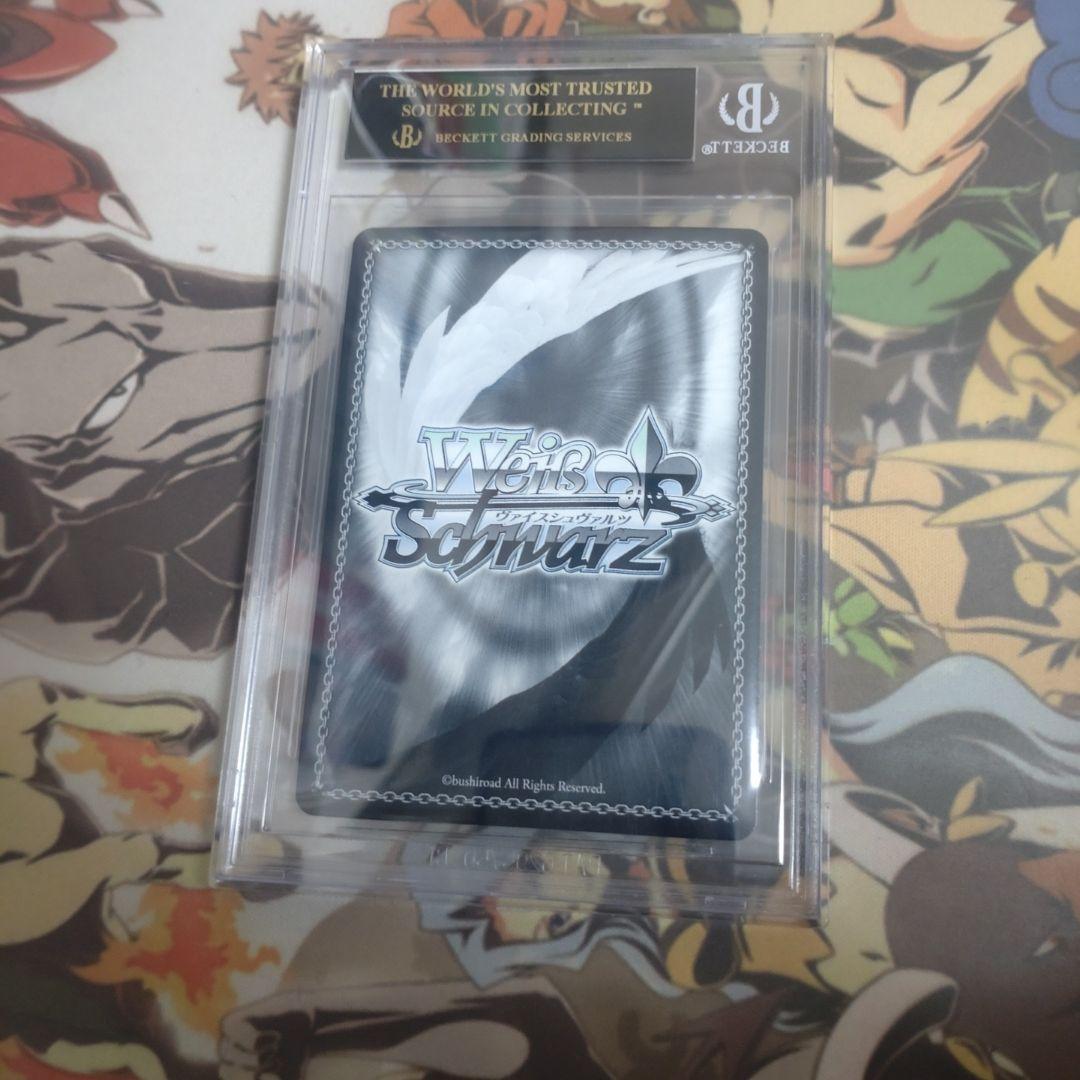 THE WORLD'S MOST TRUSTED
SOURCE IN COLLECTING ™
B BECKETT GRADING SERVICES
B
BECKETT®
Weiß
ヴァイスシュヴァルツ
Schwarz
©bushiroad All Rights Reserved.